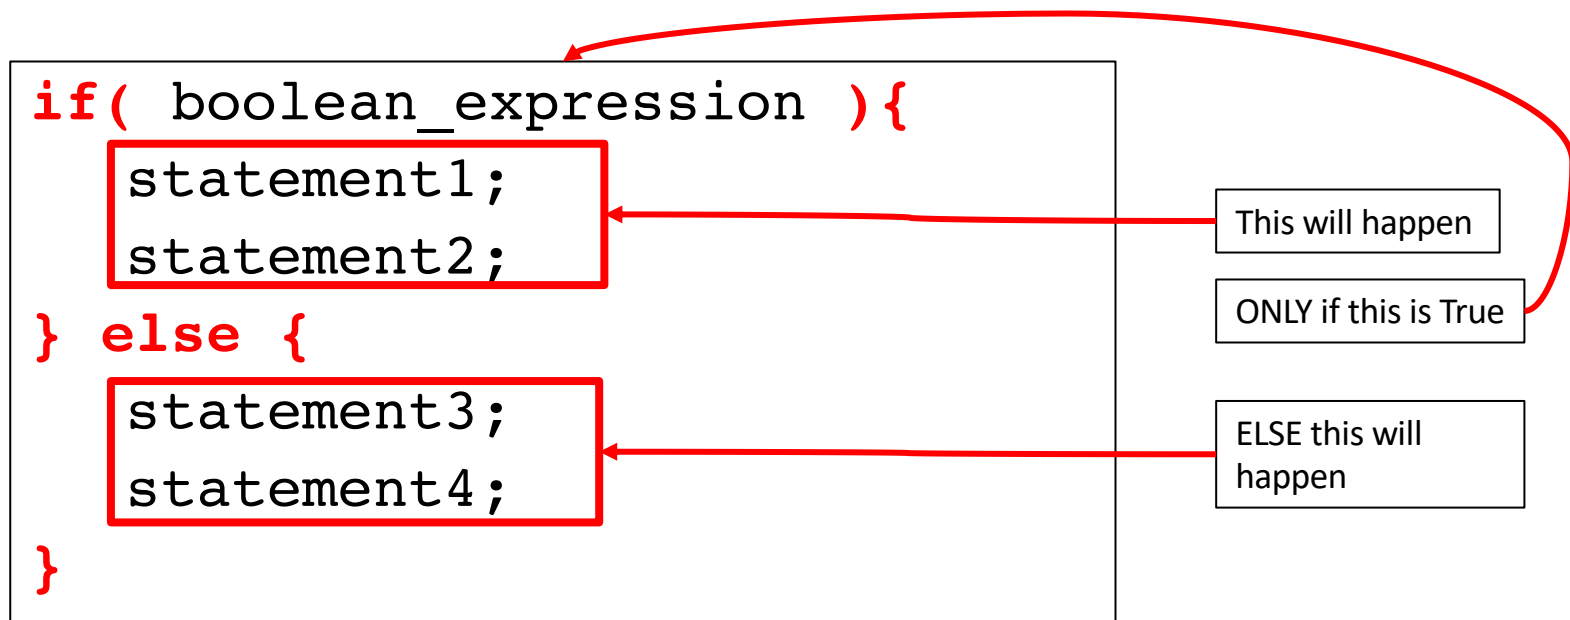 if( boolean_expression ){
statement1;
statement2;
} else {
statement3;
statement4;
}
This will happen
ONLY if this is True
ELSE this will
happen